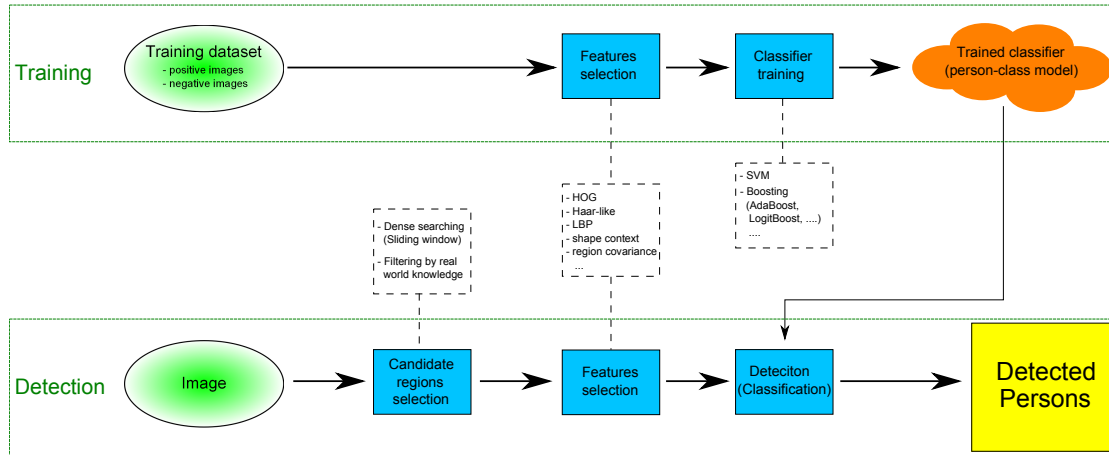 Training
Training dataset
- positive images
- negative images
Features
selection
Classifier
training
Trained classifier
(person-class model)
- Dense searching
(Sliding window)
- Filtering by real
world knowledge
- HOG
- Haar-like
- LBP
- shape context
- region covariance
...
- SVM
- Boosting
(AdaBoost,
LogitBoost, ....)
....
Detection
Image
Candidate
regions
selection
Features
selection
Deteciton
(Classification)
Detected
Persons